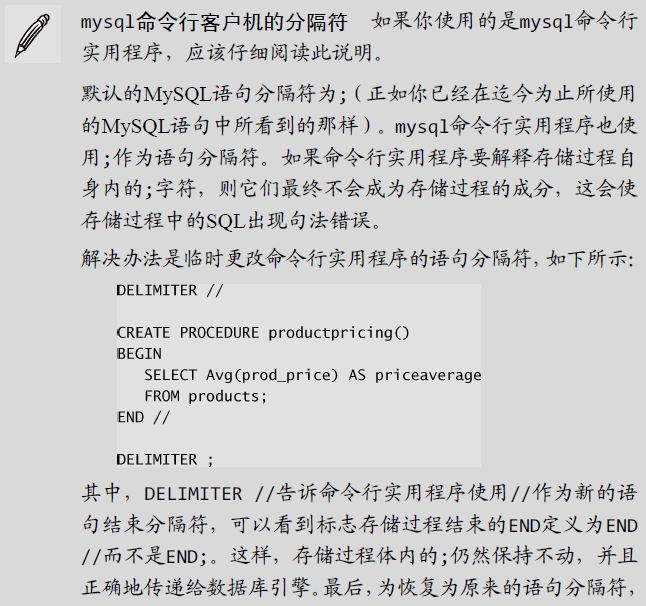 mysql命令行客户机的分隔符　如果你使用的是mysql命令行
实用程序，应该仔细阅读此说明。
默认的MySQL语句分隔符为;（正如你已经在迄今为止所使用
的MySQL语句中所看到的那样）。mysql命令行实用程序也使
用;作为语句分隔符。如果命令行实用程序要解释存储过程自
身内的;字符，则它们最终不会成为存储过程的成分，这会使
存储过程中的SQL出现句法错误。
解决办法是临时更改命令行实用程序的语句分隔符，如下所示：
DELIMITER //
CREATE PROCEDURE productpricing()
BEGIN
   SELECT Avg(prod_price) AS priceaverage
   FROM products;
END //
DELIMITER ;
其中，DELIMITER //告诉命令行实用程序使用//作为新的语
句结束分隔符，可以看到标志存储过程结束的END定义为END
//而不是END;。这样，存储过程体内的;仍然保持不动，并且
正确地传递给数据库引擎。最后，为恢复为原来的语句分隔符，